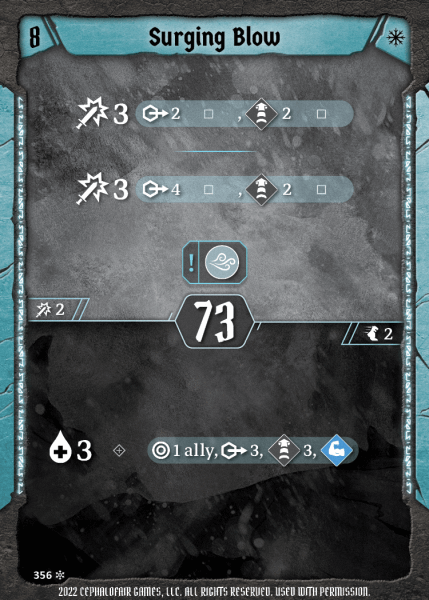 8 Surging Blow
3 2 , 2
3 4 , 2
!
2 73
2
3 1 ally, 3, 3,
356
2022 CEPHALOFAIR GAMES, LLC. ALL RIGHTS RESERVED. USED WITH PERMISSION.